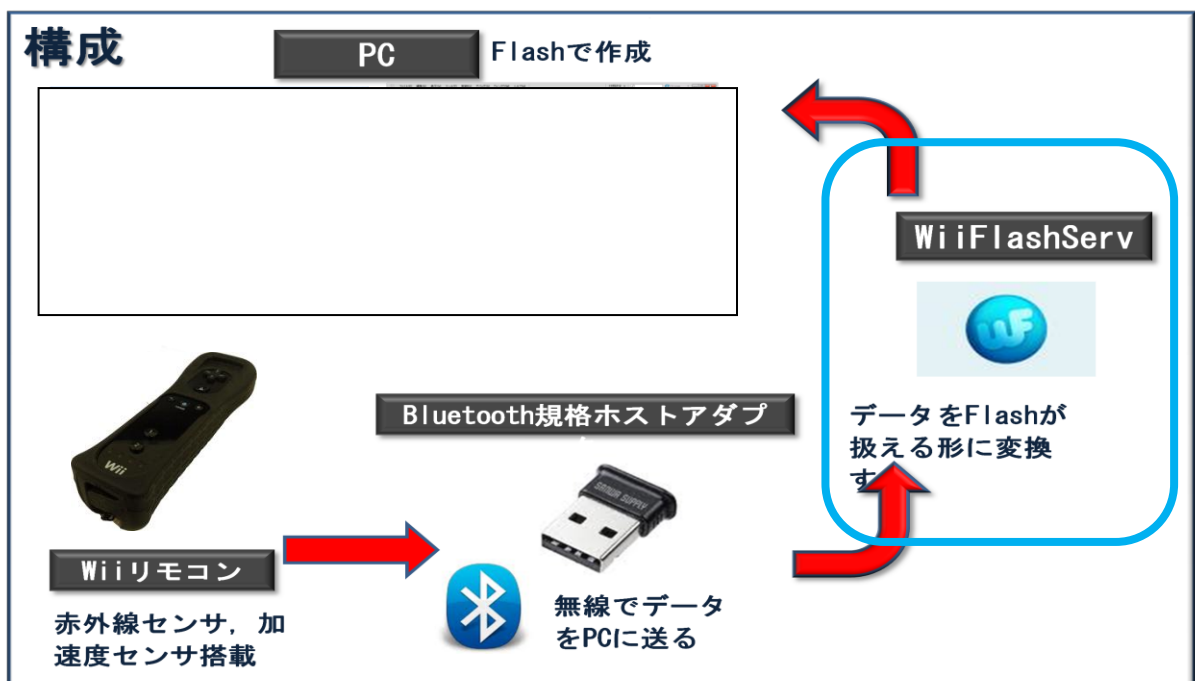 構成
PC
Flashで作成
WiiFlashServ
データをFlashが
扱える形に変換
す
Bluetooth規格ホストアダプ
SANWA SUPPLY
Wii
Wiiリモコン
赤外線センサ，加
速度センサ搭載
無線でデータ
をPCに送る